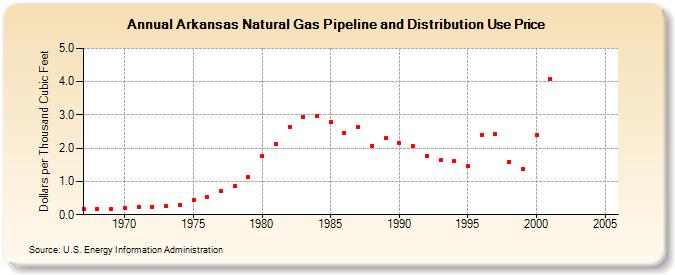 Annual Arkansas Natural Gas Pipeline and Distribution Use Price
Dollars per Thousand Cubic Feet
5.0
4.0
3.0
2.0
1.0
0.0
1970 1975 1980 1985 1990 1995 2000 2005
Source: U.S. Energy Information Administration